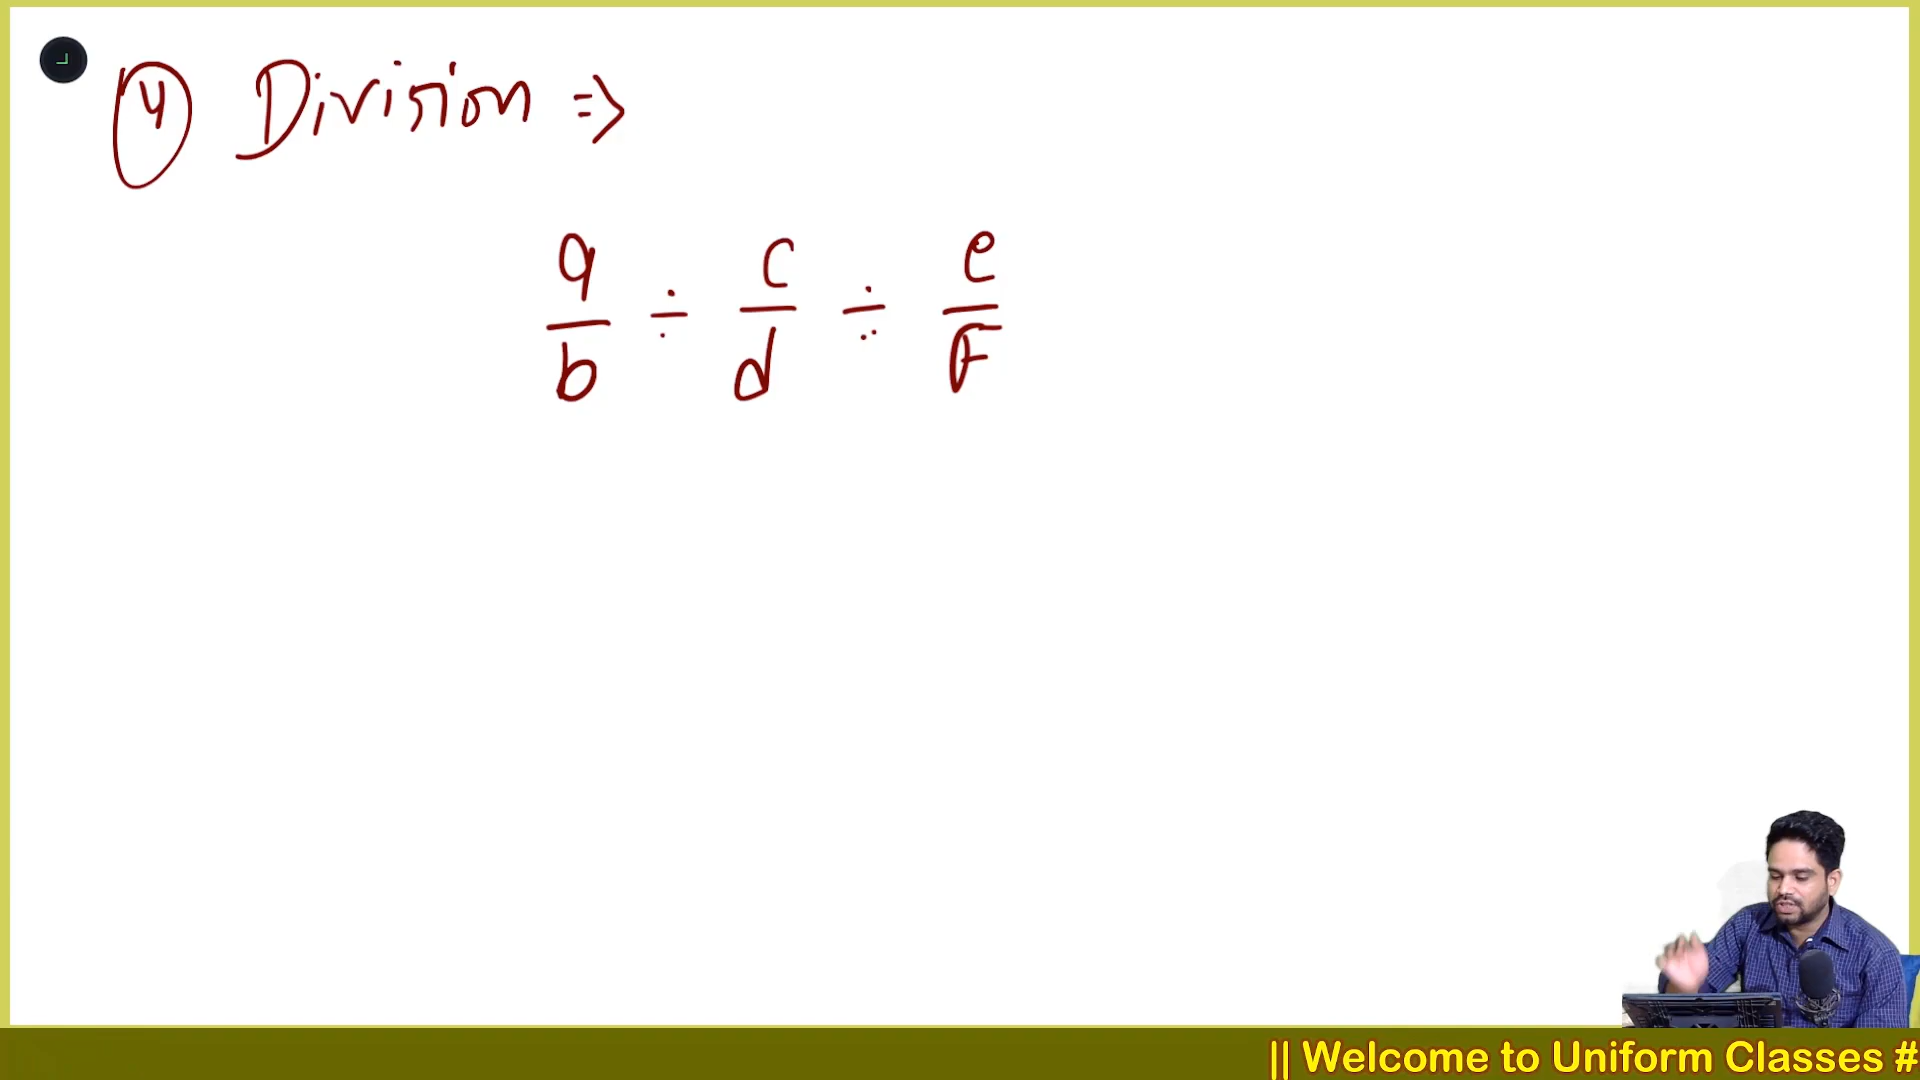 4 Division ⇒
a/b ÷ c/d ÷ e/F
|| Welcome to Uniform Classes #